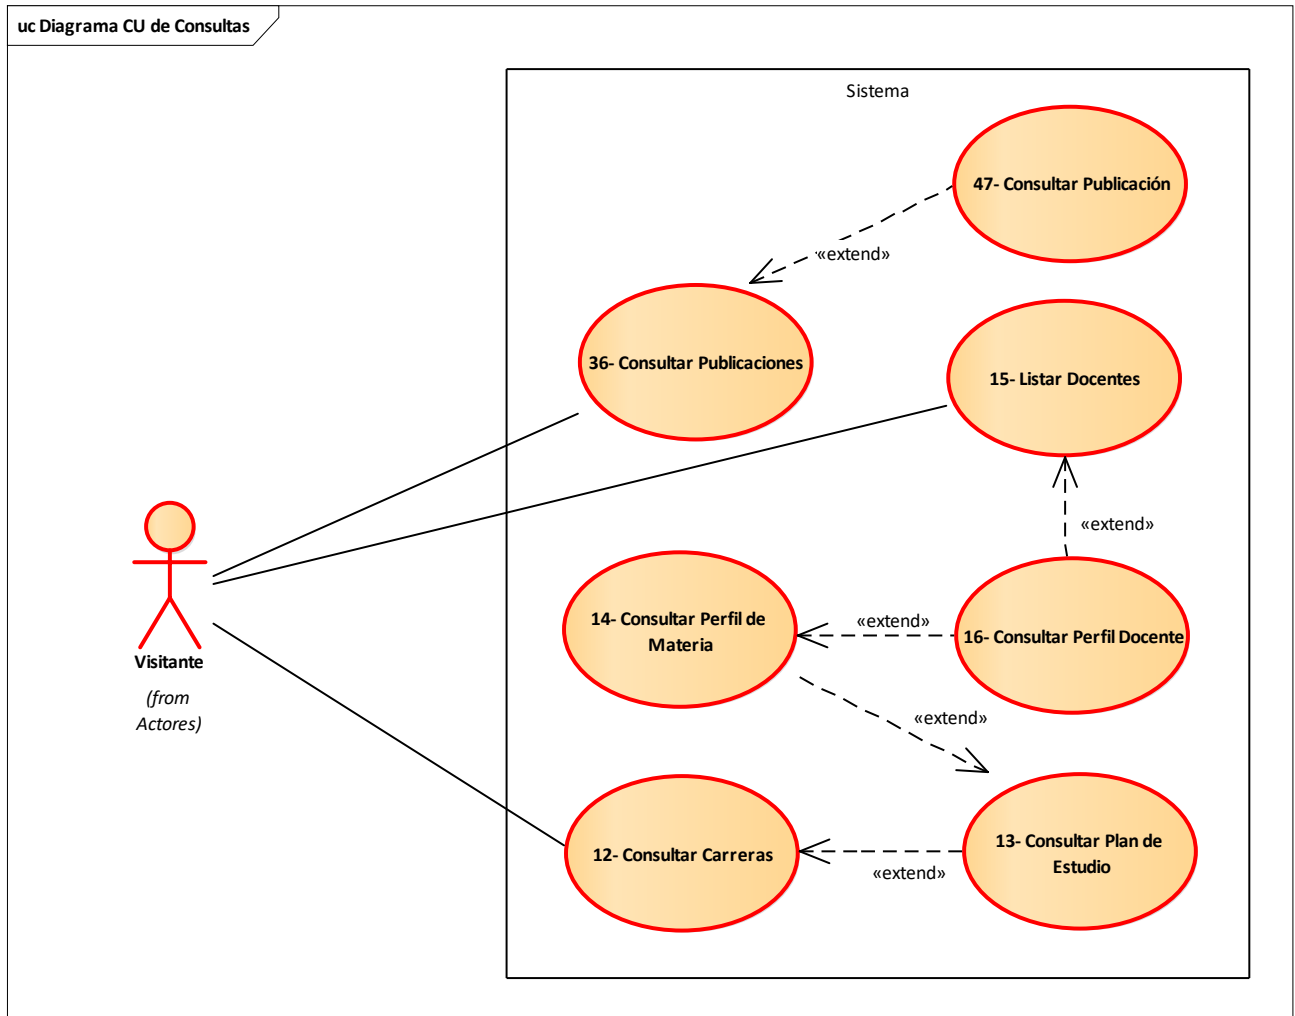 uc Diagrama CU de Consultas
Sistema
47- Consultar Publicación
«extend»
36- Consultar Publicaciones
15- Listar Docentes
«extend»
14- Consultar Perfil de
Materia
«extend»
16- Consultar Perfil Docente
Visitante
(from
Actores)
«extend»
12- Consultar Carreras
«extend»
13- Consultar Plan de
Estudio